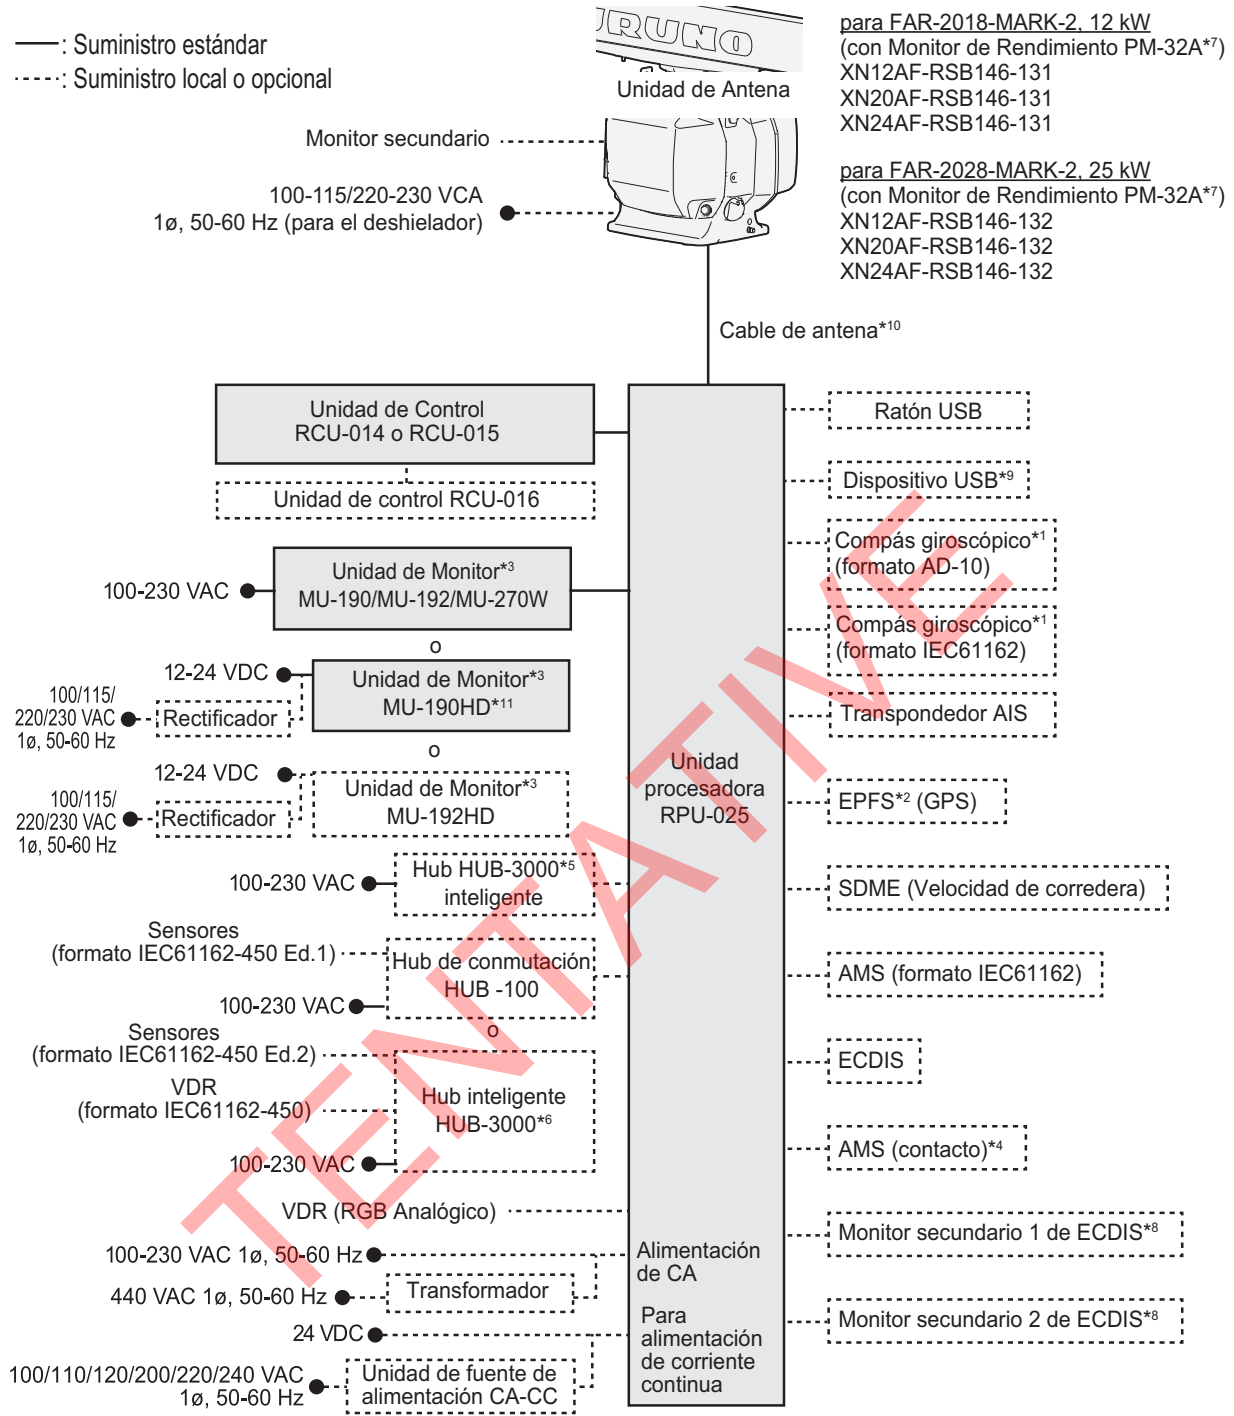 ——: Suministro estándar
-----: Suministro local o opcional
URUNO
Unidad de Antena
para FAR-2018-MARK-2, 12 kW
(con Monitor de Rendimiento PM-32A*7)
XN12AF-RSB146-131
XN20AF-RSB146-131
XN24AF-RSB146-131
para FAR-2028-MARK-2, 25 kW
(con Monitor de Rendimiento PM-32A*7)
XN12AF-RSB146-132
XN20AF-RSB146-132
XN24AF-RSB146-132
Monitor secundario
100-115/220-230 VCA
1ø, 50-60 Hz (para el deshielador)
Cable de antena*10
Unidad de Control
RCU-014 o RCU-015
Unidad de control RCU-016
100-230 VAC
Unidad de Monitor*3
MU-190/MU-192/MU-270W
o
12-24 VDC
100/115/
220/230 VAC
1ø, 50-60 Hz
Rectificador
Unidad de Monitor*3
MU-190HD*11
o
12-24 VDC
100/115/
220/230 VAC
1ø, 50-60 Hz
Rectificador
Unidad de Monitor*3
MU-192HD
100-230 VAC
Hub HUB-3000*5
inteligente
Sensores
(formato IEC61162-450 Ed.1)
Hub de conmutación
HUB -100
100-230 VAC
o
Sensores
(formato IEC61162-450 Ed.2)
VDR
(formato IEC61162-450)
Hub inteligente
HUB-3000*6
100-230 VAC
VDR (RGB Analógico)
100-230 VAC 1ø, 50-60 Hz
440 VAC 1ø, 50-60 Hz
Transformador
24 VDC
100/110/120/200/220/240 VAC
1ø, 50-60 Hz
Unidad de fuente de
alimentación CA-CC
Unidad
procesadora
RPU-025
Alimentación
de CA
Para
alimentación
de corriente
continua
Ratón USB
Dispositivo USB*9
Compás giroscópico*1
(formato AD-10)
Compás giroscópico*1
(formato IEC61162)
Transpondedor AIS
EPFS*2 (GPS)
SDME (Velocidad de corredera)
AMS (formato IEC61162)
ECDIS
AMS (contacto)*4
Monitor secundario 1 de ECDIS*8
Monitor secundario 2 de ECDIS*8
TENTATIVE